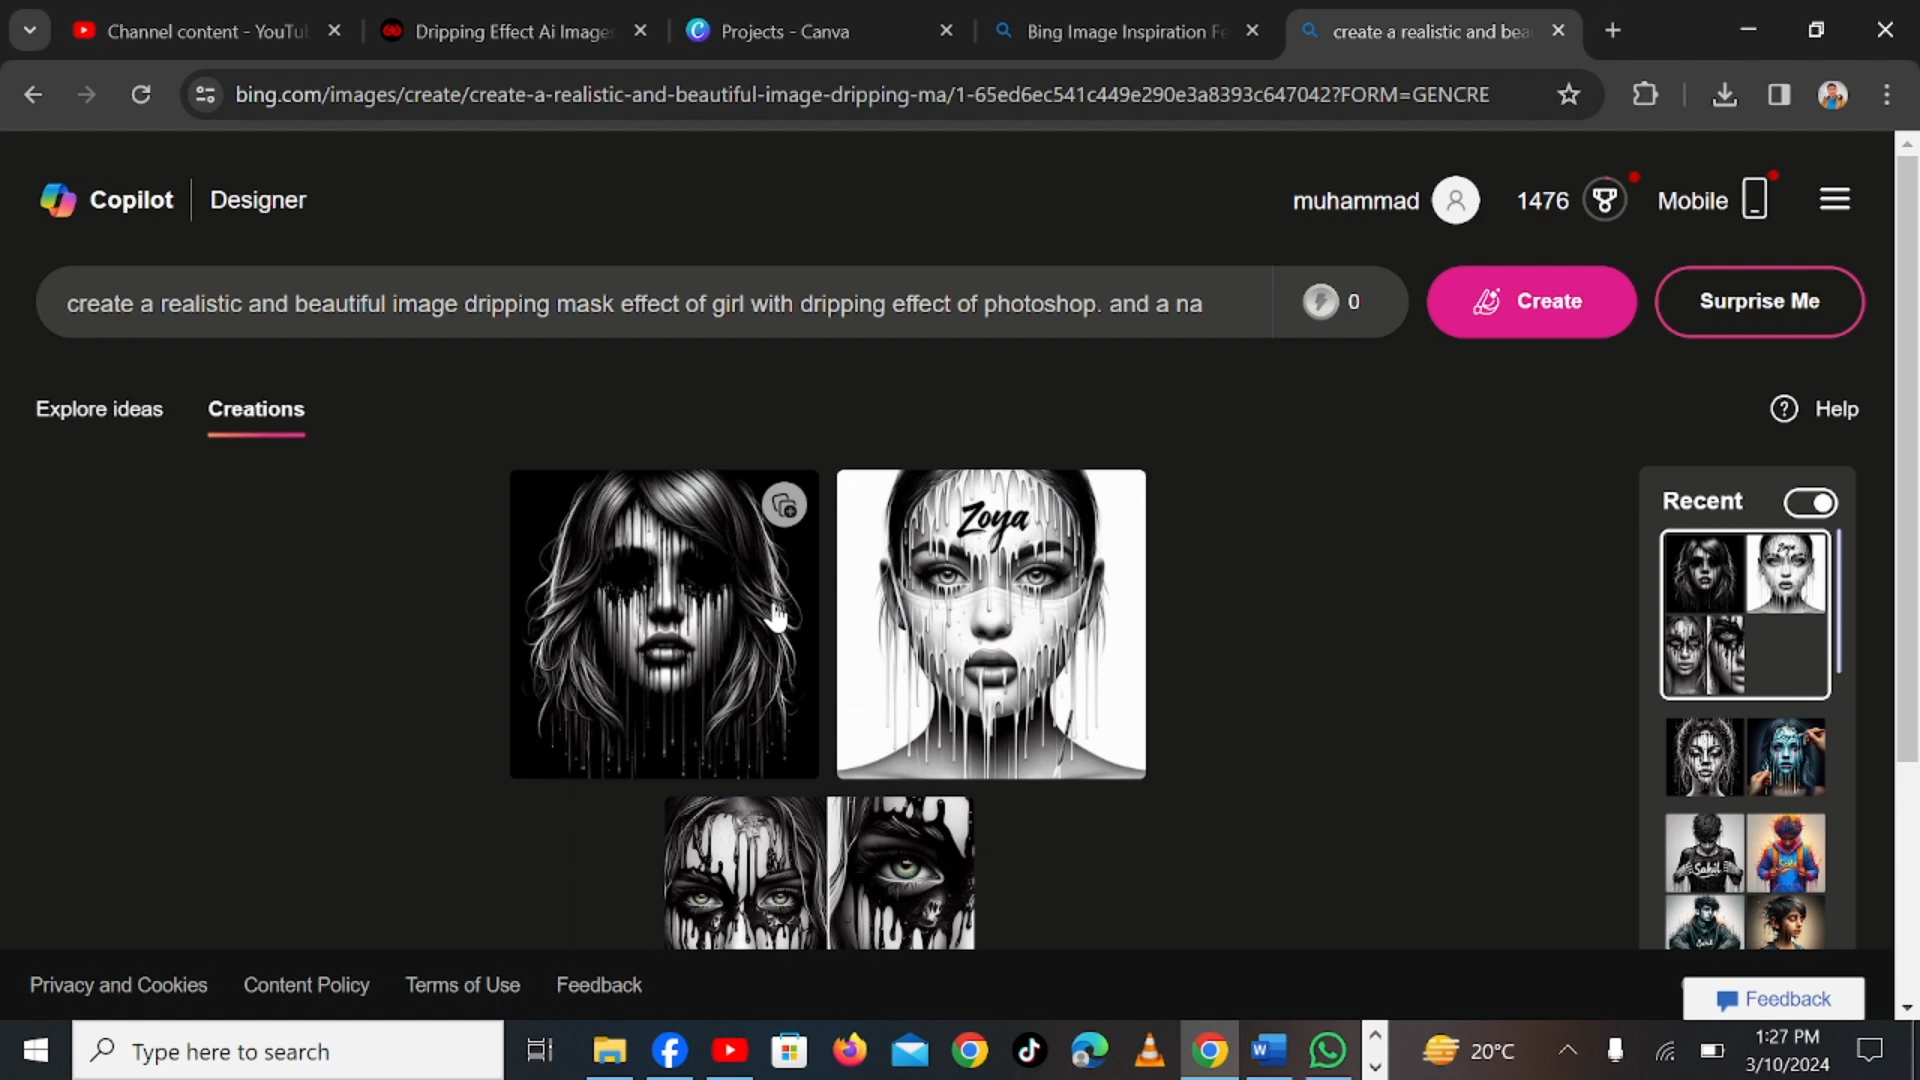 Channel content - YouTu
Dripping Effect Ai Images
Projects - Canva
Bing Image Inspiration Fe
create a realistic and bea
bing.com/images/create/create-a-realistic-and-beautiful-image-dripping-ma/1-65ed6ec541c449e290e3a8393c647042?FORM=GENCRE
Copilot
Designer
muhammad
1476
Mobile
create a realistic and beautiful image dripping mask effect of girl with dripping effect of photoshop. and a na
0
Create
Surprise Me
Explore ideas
Creations
Help
Zoya
Recent
Zoya
Sahil
Privacy and Cookies
Content Policy
Terms of Use
Feedback
Feedback
Type here to search
20°C
1:27 PM
3/10/2024